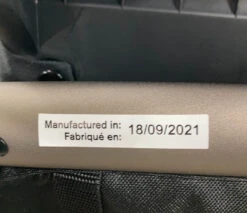 Manufactured in: 18/09/2021
Fabriqué en: